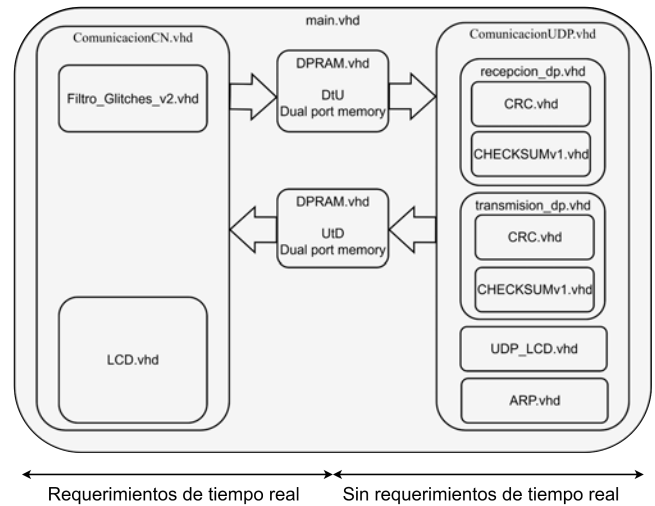 main.vhd
ComunicacionCN.vhd
Filtro_Glitches_v2.vhd
LCD.vhd
DPRAM.vhd
DtU
Dual port memory
DPRAM.vhd
UtD
Dual port memory
ComunicacionUDP.vhd
recepcion_dp.vhd
CRC.vhd
CHECKSUMv1.vhd
transmision_dp.vhd
CRC.vhd
CHECKSUMv1.vhd
UDP_LCD.vhd
ARP.vhd
Requerimientos de tiempo real
Sin requerimientos de tiempo real